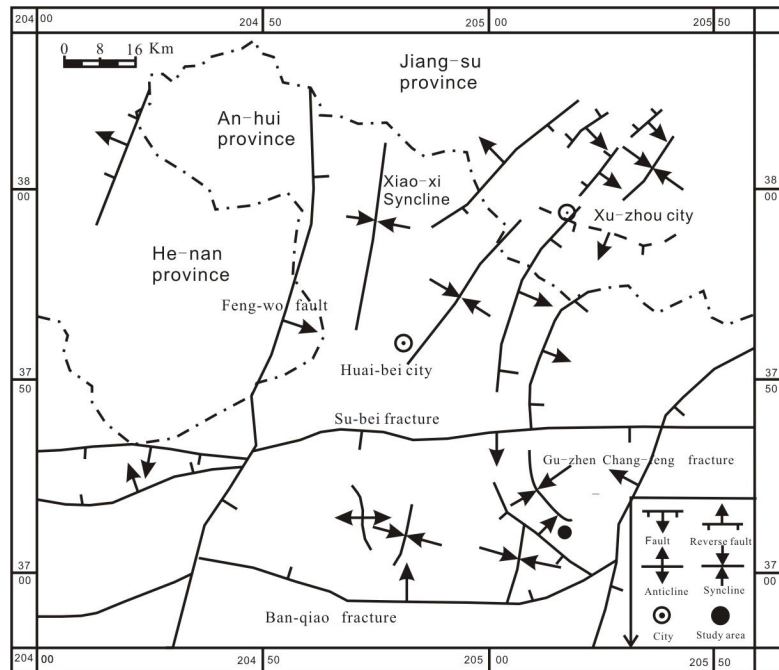 204 00
204 50
205 00
205 50
0 8 16 Km
Jiang-su
province
An-hui
province
Xiao-xi
Syncline
38
00
38
00
Xu-zhou city
He-nan
province
Feng-wo fault
Huai-bei city
37
50
37
50
Su-bei fracture
Gu-zhen Chang-feng fracture
Fault
Reverse fault
Anticline
Syncline
City
Study area
37
00
37
00
Ban-qiao fracture
204 00
204 50
205 00
205 50